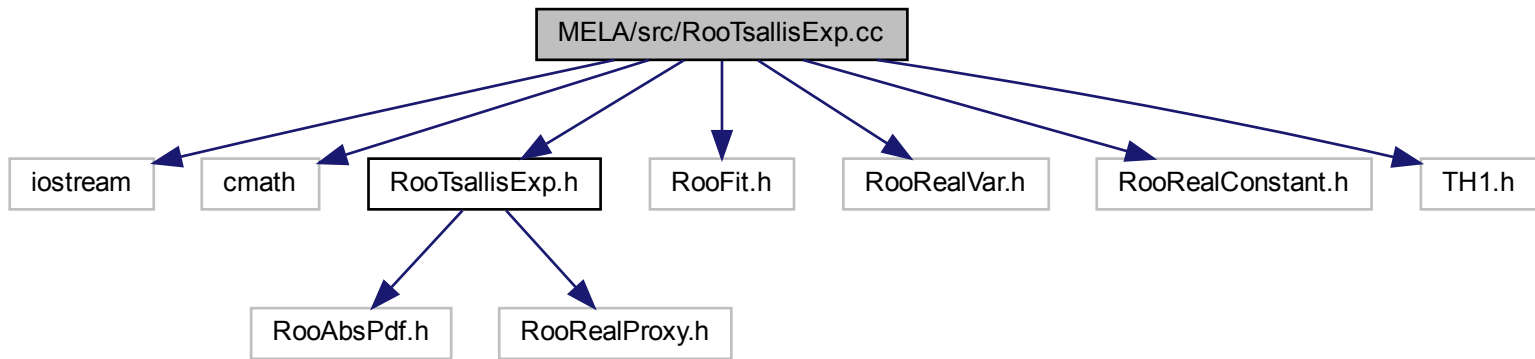 MELA/src/RooTsallisExp.cc
iostream
cmath
RooTsallisExp.h
RooFit.h
RooRealVar.h
RooRealConstant.h
TH1.h
RooAbsPdf.h
RooRealProxy.h